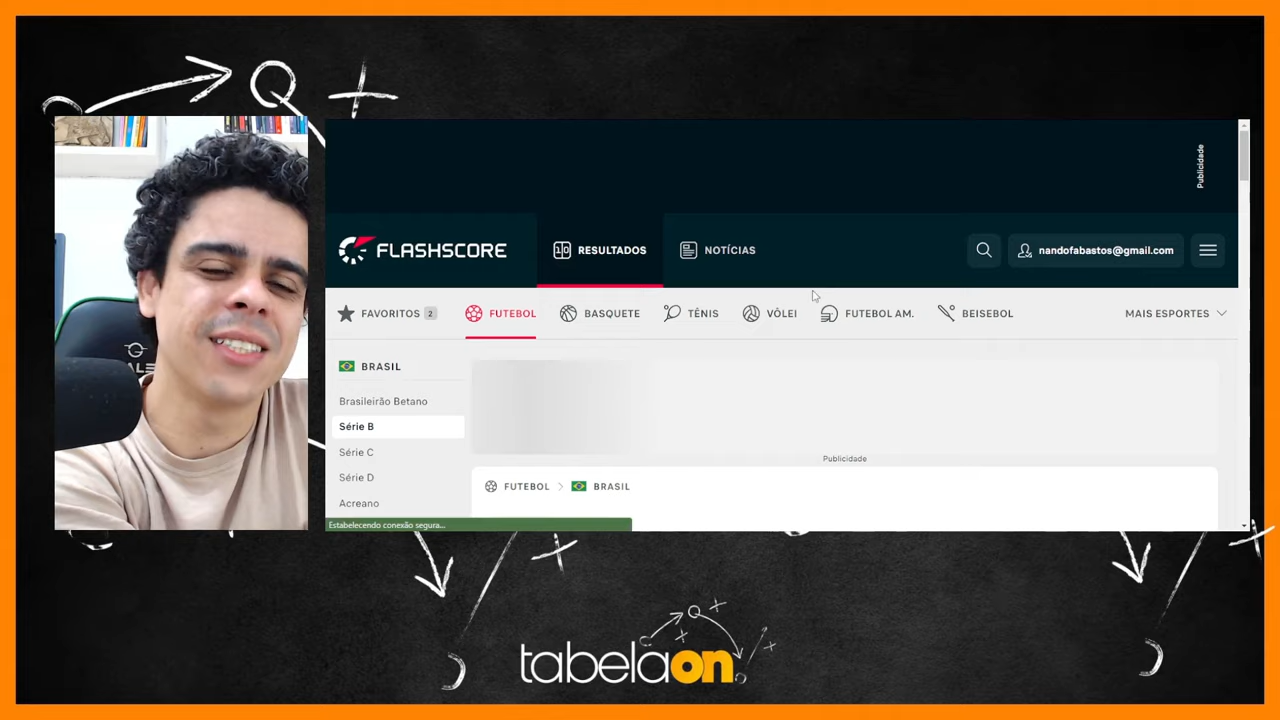 Publicidade
FLASHSCORE
RESULTADOS
NOTÍCIAS
nandofabastos@gmail.com
FAVORITOS 2
FUTEBOL
BASQUETE
TÊNIS
VÔLEI
FUTEBOL AM.
BEISEBOL
MAIS ESPORTES
BRASIL
Brasileirão Betano
Série B
Série C
Série D
Acreano
Publicidade
FUTEBOL > BRASIL
Estabelecendo conexão segura...
tabelaon